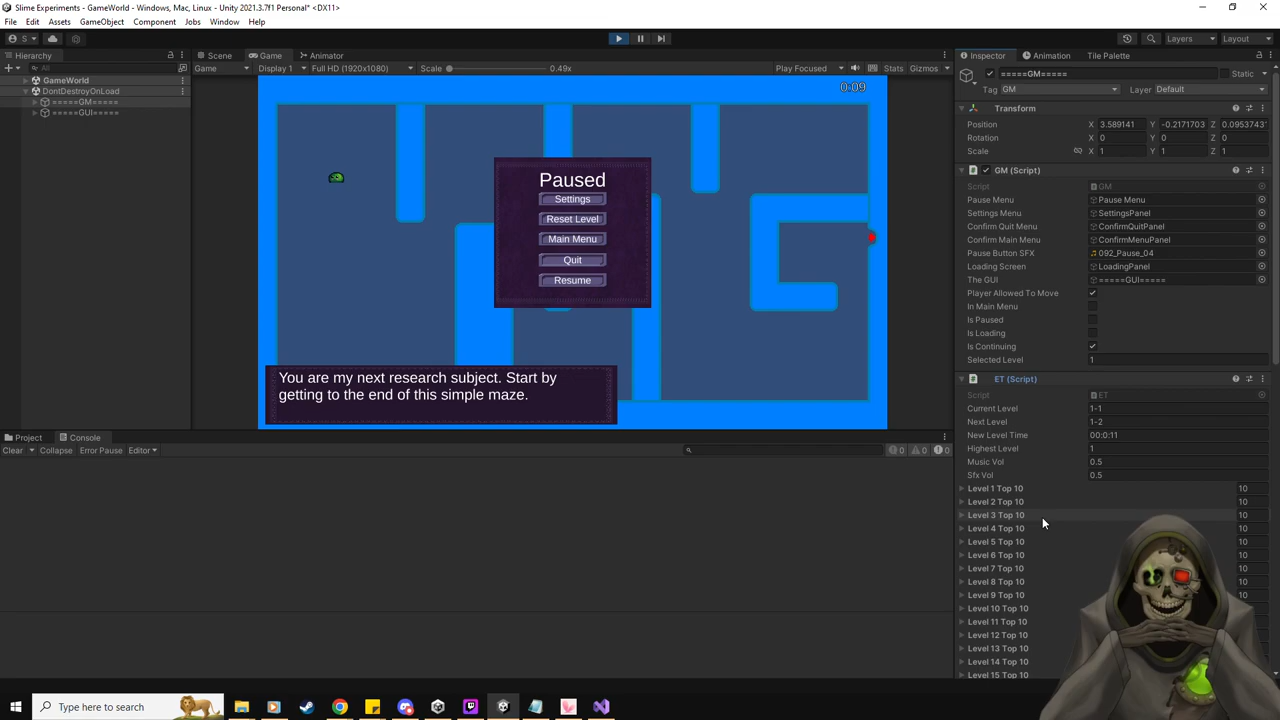 Slime Experiments - GameWorld - Windows, Mac, Linux - Unity 2021.3.7f1 Personal* <DX11>
File Edit Assets GameObject Component Jobs Window Help
S
Layers Layout
Hierarchy
All
GameWorld
DontDestroyOnLoad
=====GM=====
=====GUI=====
Scene Game Animator
Game Display 1 Full HD (1920x1080) Scale 0.49x Play Focused Stats Gizmos
0:09
Paused
Settings
Reset Level
Main Menu
Quit
Resume
You are my next research subject. Start by
getting to the end of this simple maze.
Project Console
Clear Collapse Error Pause Editor
0 0 0
Inspector Animation Tile Palette
=====GM===== Static
Tag GM Layer Default
Transform
Position X 3.589141 Y -0.2171703 Z 0.0953743
Rotation X 0 Y 0 Z 0
Scale X 1 Y 1 Z 1
GM (Script)
Script GM
Pause Menu Pause Menu
Settings Menu SettingsPanel
Confirm Quit Menu ConfirmQuitPanel
Confirm Main Menu ConfirmMenuPanel
Pause Button SFX 092_Pause_04
Loading Screen LoadingPanel
The GUI =====GUI=====
Player Allowed To Move
In Main Menu
Is Paused
Is Loading
Is Continuing
Selected Level 1
ET (Script)
Script ET
Current Level 1-1
Next Level 1-2
New Level Time 00:0:11
Highest Level 1
Music Vol 0.5
Sfx Vol 0.5
Level 1 Top 10 10
Level 2 Top 10 10
Level 3 Top 10 10
Level 4 Top 10 10
Level 5 Top 10 10
Level 6 Top 10 10
Level 7 Top 10 10
Level 8 Top 10 10
Level 9 Top 10 10
Level 10 Top 10 10
Level 11 Top 10 10
Level 12 Top 10 10
Level 13 Top 10 10
Level 14 Top 10 10
Level 15 Top 10 10
Type here to search